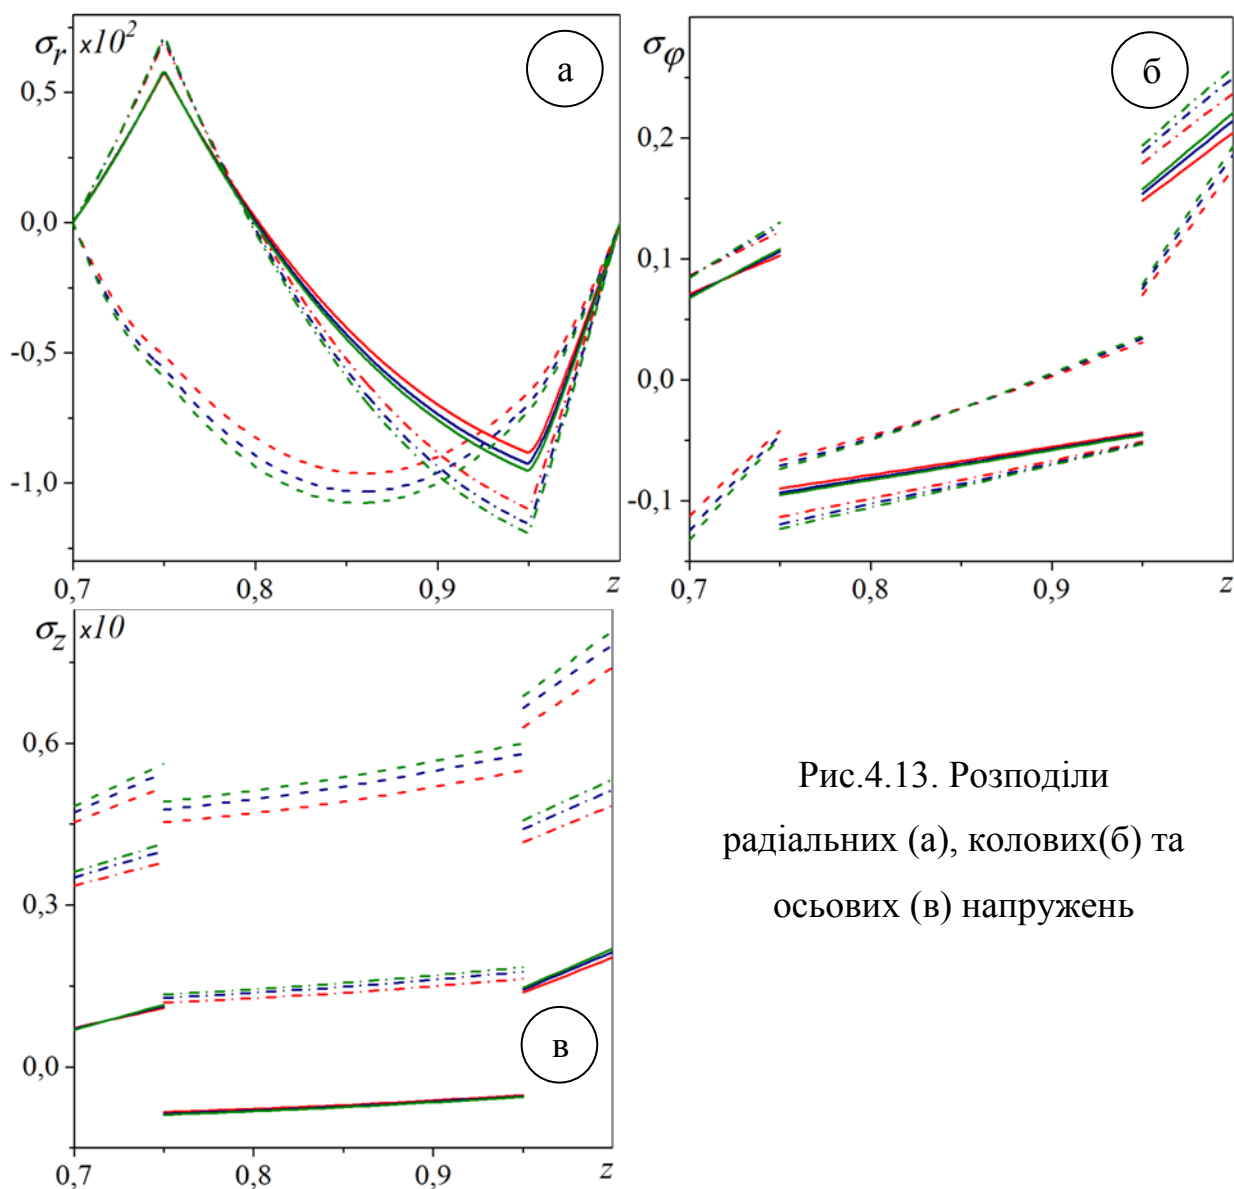 σr x10²
а
0,5
0,0
-0,5
-1,0
0,7
0,8
0,9
z
σφ
б
0,2
0,1
0,0
-0,1
0,7
0,8
0,9
z
σz x10
0,6
0,3
0,0
в
0,7
0,8
0,9
z
Рис.4.13. Розподіли
радіальних (а), колових(б) та
осьових (в) напружень